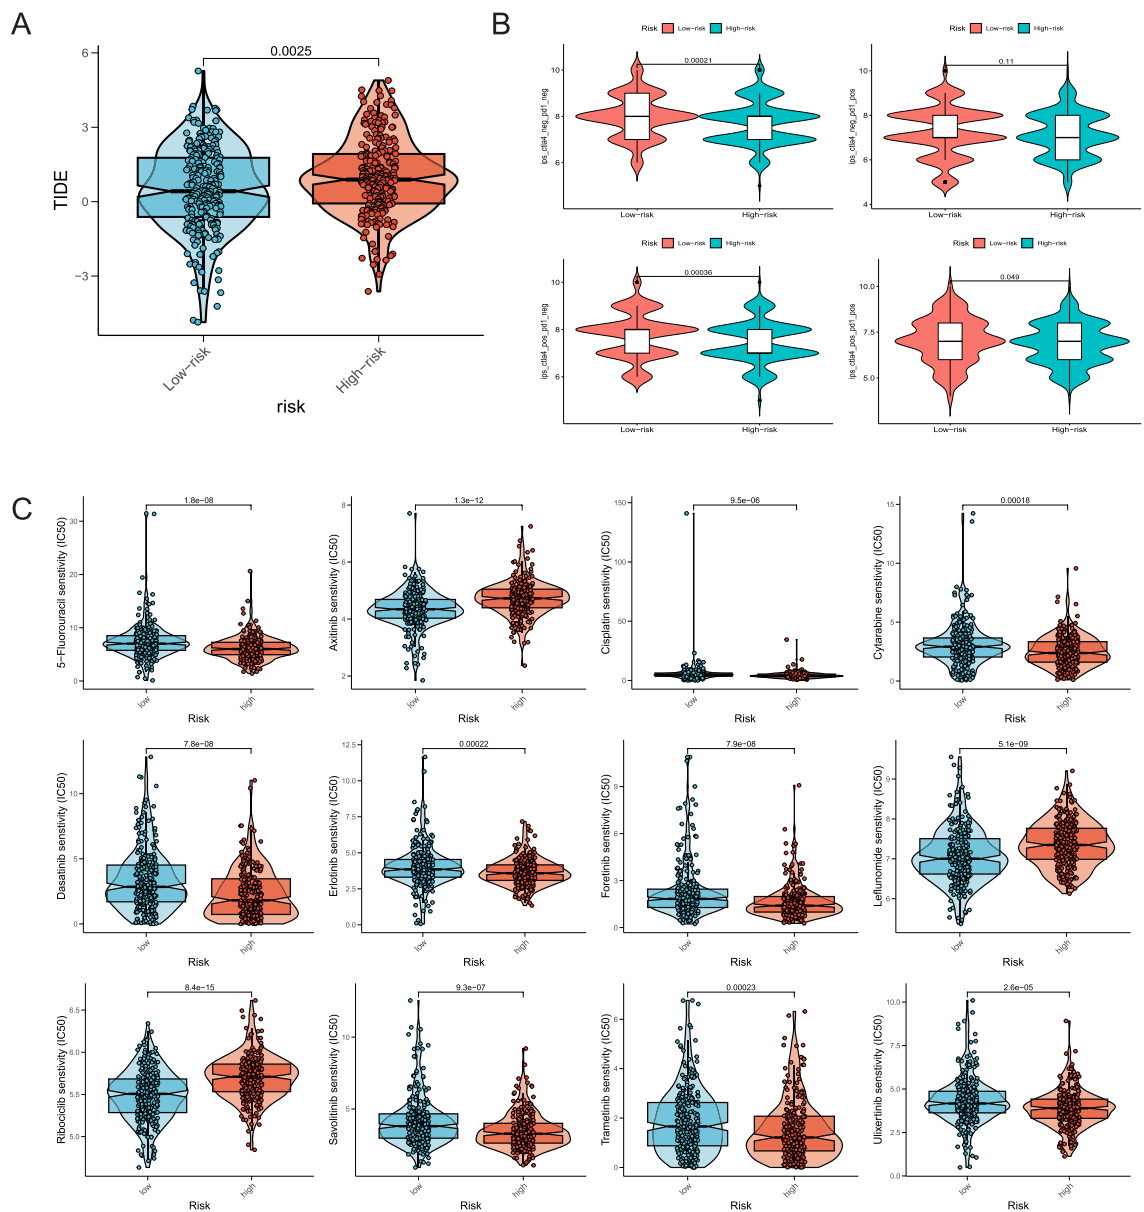 A
B
0.0025
6
3
0
−3
TIDE
Low−risk
High−risk
risk
Risk Low−risk High−risk
0.00021
10
8
6
ips_ctla4_neg_pd1_neg
Low−risk High−risk
Risk Low−risk High−risk
0.11
10
8
6
4
ips_ctla4_neg_pd1_pos
Low−risk High−risk
Risk Low−risk High−risk
0.00036
10
8
6
ips_ctla4_pos_pd1_neg
Low−risk High−risk
Risk Low−risk High−risk
0.049
10.0
7.5
5.0
ips_ctla4_pos_pd1_pos
Low−risk High−risk
C
1.8e−08
30
20
10
0
5−Fluorouracil senstivity (IC50)
low high
Risk
1.3e−12
8
6
4
2
Axitinib senstivity (IC50)
low high
Risk
9.5e−06
150
100
50
0
Cisplatin senstivity (IC50)
low high
Risk
0.00018
15
10
5
0
Cytarabine senstivity (IC50)
low high
Risk
7.8e−08
10
5
0
Dasatinib senstivity (IC50)
low high
Risk
0.00022
12.5
10.0
7.5
5.0
2.5
0.0
Erlotinib senstivity (IC50)
low high
Risk
7.9e−08
9
6
3
0
Foretinib senstivity (IC50)
low high
Risk
5.1e−09
9
8
7
6
Leflunomide senstivity (IC50)
low high
Risk
8.4e−15
6.5
6.0
5.5
5.0
Ribociclib senstivity (IC50)
low high
Risk
9.3e−07
10
5
Savolitinib senstivity (IC50)
low high
Risk
0.00023
6
4
2
0
Trametinib senstivity (IC50)
low high
Risk
2.6e−05
10.0
7.5
5.0
2.5
0.0
Ulixertinib senstivity (IC50)
low high
Risk